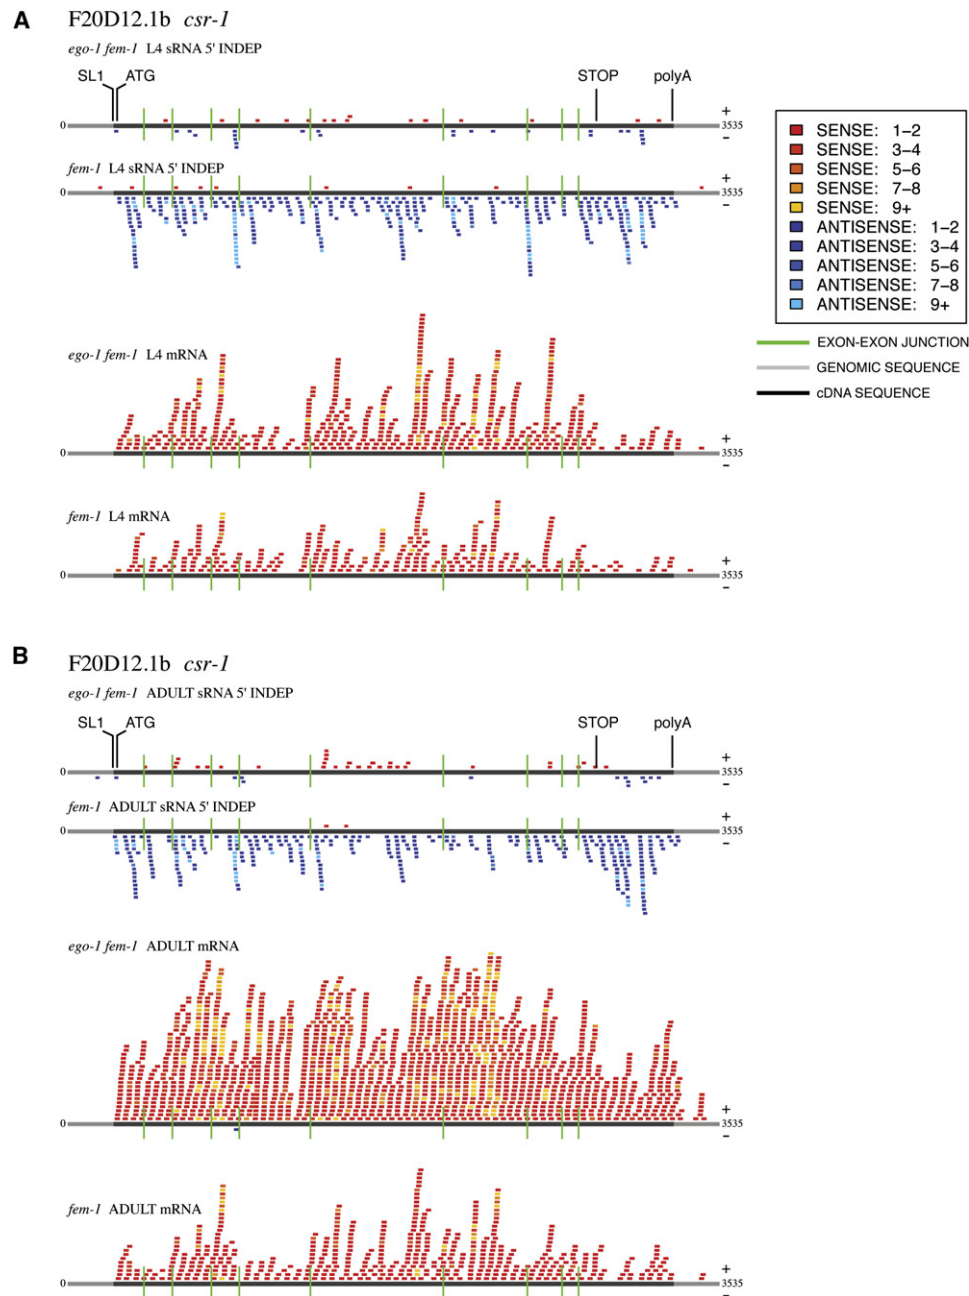 A
F20D12.1b csr-1
ego-1 fem-1 L4 sRNA 5' INDEP
SL1 ATG STOP polyA
+
0 3535
−
fem-1 L4 sRNA 5' INDEP
+
0 3535
−
ego-1 fem-1 L4 mRNA
+
0 3535
−
fem-1 L4 mRNA
+
0 3535
−
SENSE: 1−2
SENSE: 3−4
SENSE: 5−6
SENSE: 7−8
SENSE: 9+
ANTISENSE: 1−2
ANTISENSE: 3−4
ANTISENSE: 5−6
ANTISENSE: 7−8
ANTISENSE: 9+
EXON-EXON JUNCTION
GENOMIC SEQUENCE
cDNA SEQUENCE
B
F20D12.1b csr-1
ego-1 fem-1 ADULT sRNA 5' INDEP
SL1 ATG STOP polyA
+
0 3535
−
fem-1 ADULT sRNA 5' INDEP
+
0 3535
−
ego-1 fem-1 ADULT mRNA
+
0 3535
−
fem-1 ADULT mRNA
+
0 3535
−